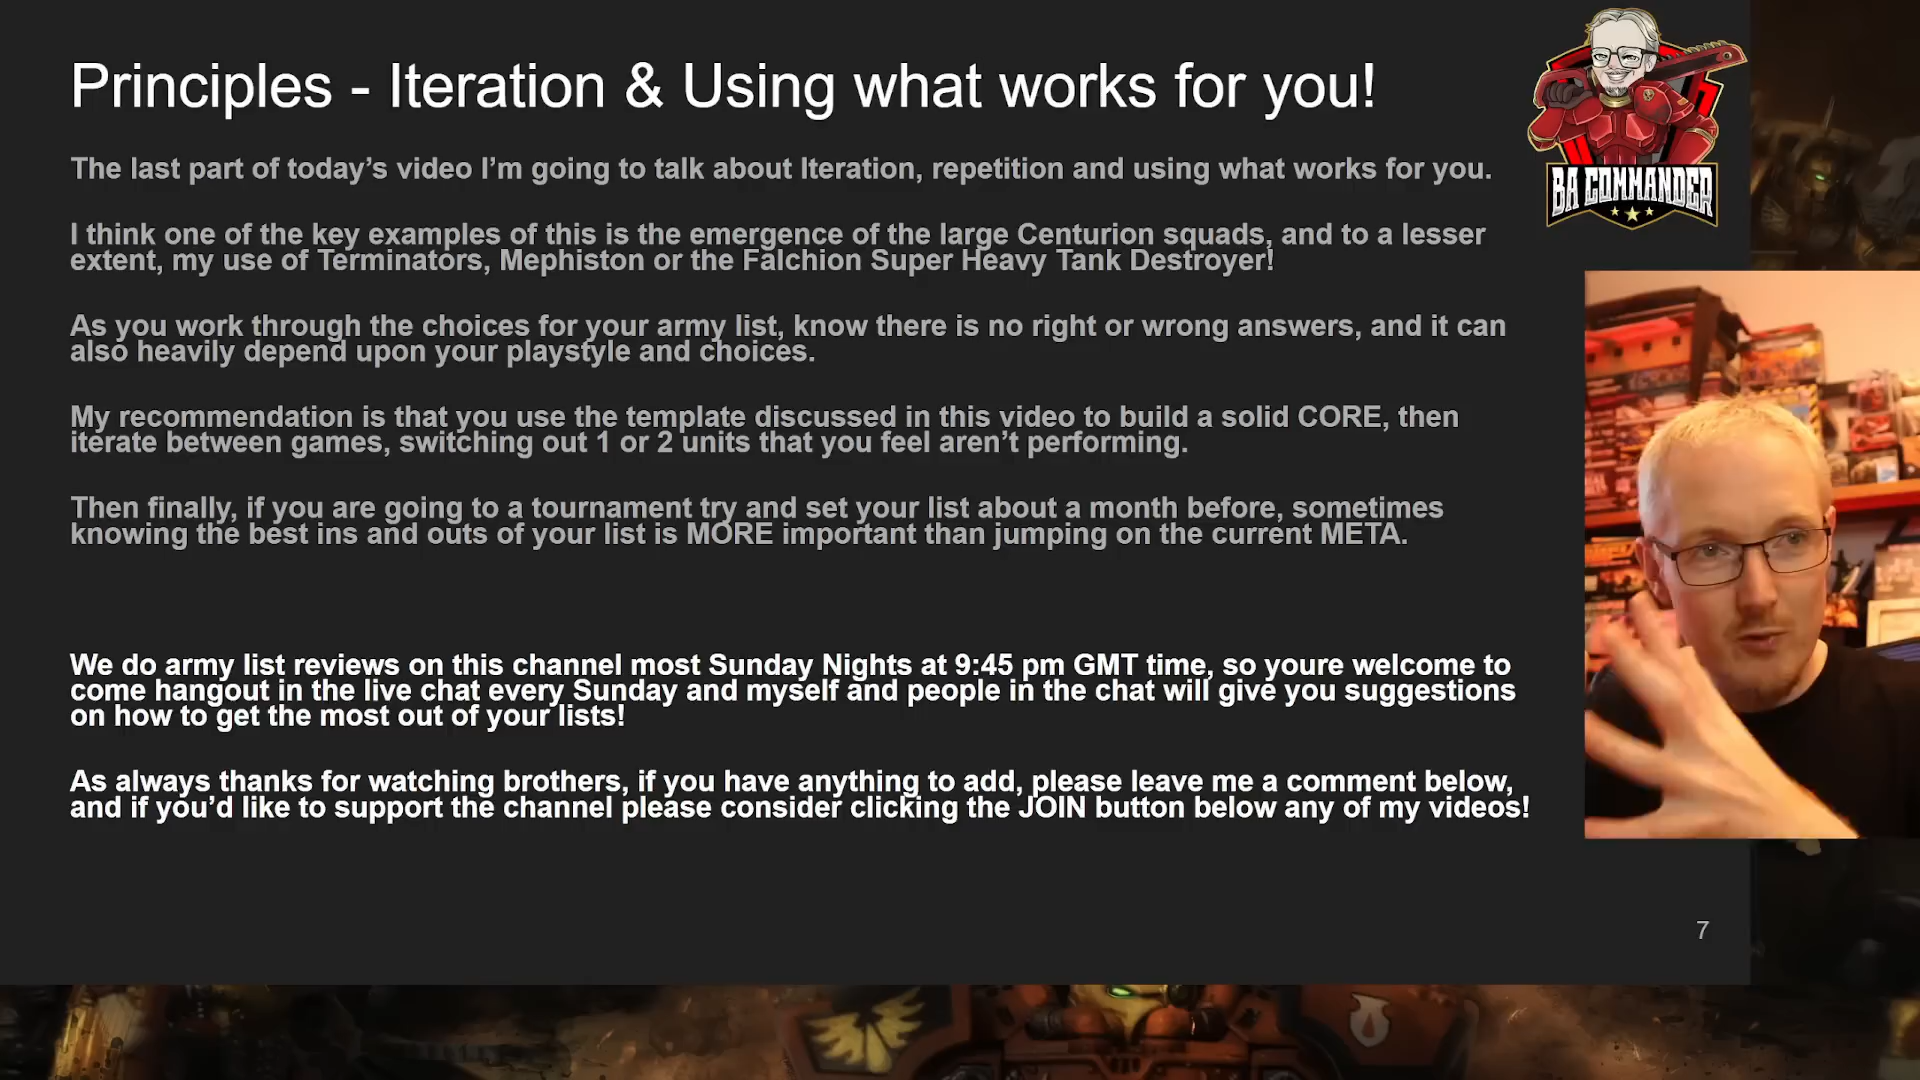 Principles - Iteration & Using what works for you!
The last part of today's video I'm going to talk about Iteration, repetition and using what works for you.
I think one of the key examples of this is the emergence of the large Centurion squads, and to a lesser
extent, my use of Terminators, Mephiston or the Falchion Super Heavy Tank Destroyer!
As you work through the choices for your army list, know there is no right or wrong answers, and it can
also heavily depend upon your playstyle and choices.
My recommendation is that you use the template discussed in this video to build a solid CORE, then
iterate between games, switching out 1 or 2 units that you feel aren't performing.
Then finally, if you are going to a tournament try and set your list about a month before, sometimes
knowing the best ins and outs of your list is MORE important than jumping on the current META.
We do army list reviews on this channel most Sunday Nights at 9:45 pm GMT time, so youre welcome to
come hangout in the live chat every Sunday and myself and people in the chat will give you suggestions
on how to get the most out of your lists!
As always thanks for watching brothers, if you have anything to add, please leave me a comment below,
and if you'd like to support the channel please consider clicking the JOIN button below any of my videos!
BA COMMANDER
7